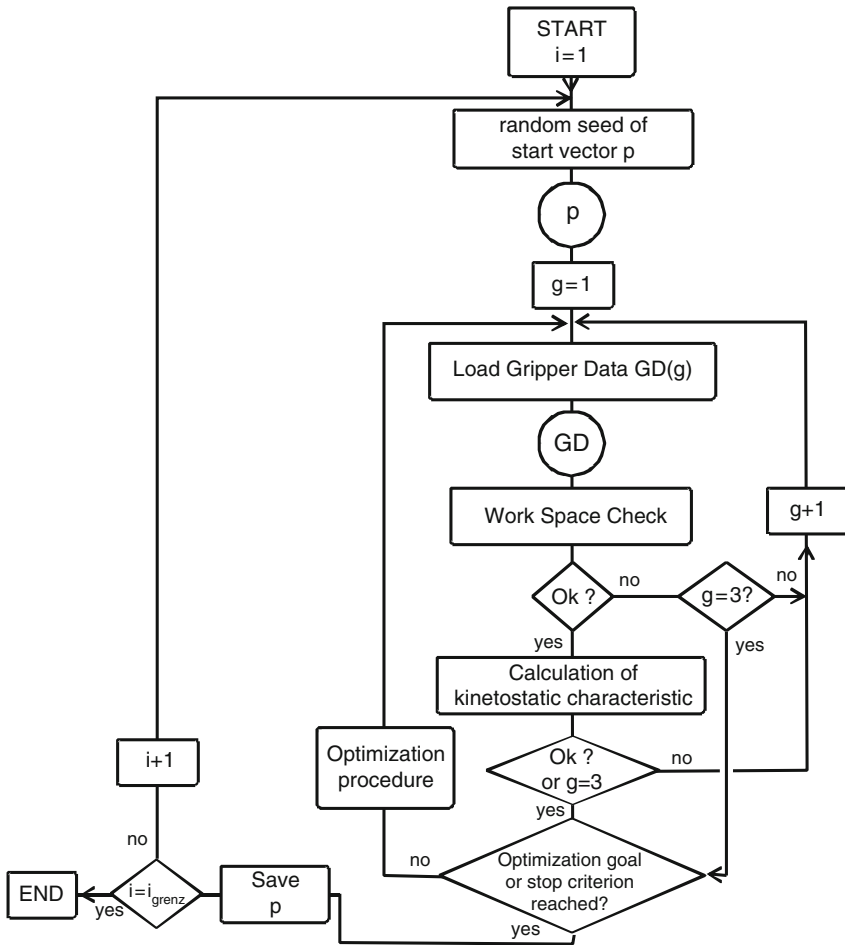 START
i=1
random seed of
start vector p
p
g=1
Load Gripper Data GD(g)
GD
Work Space Check
g+1
Ok ?
no
g=3?
no
yes
yes
Calculation of
kinetostatic characteristic
i+1
Optimization
procedure
Ok ?
or g=3
no
yes
no
no
Optimization goal
or stop criterion
reached?
END
yes
i=i_grenz
Save
p
yes